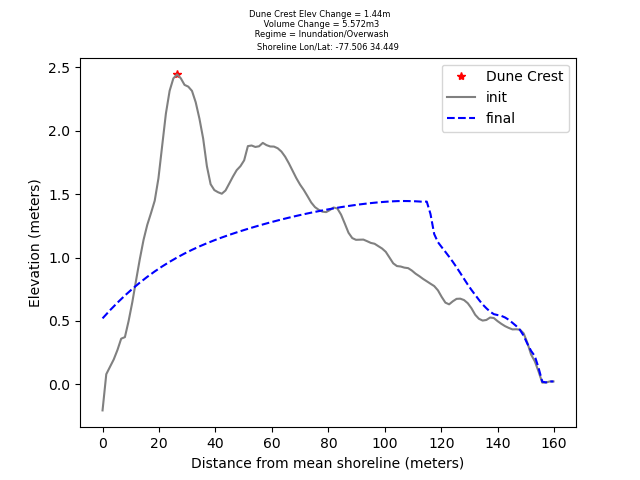 Dune Crest Elev Change = 1.44m
Volume Change = 5.572m3
Regime = Inundation/Overwash
Shoreline Lon/Lat: -77.506 34.449
Dune Crest
init
final
Elevation (meters)
2.5
2.0
1.5
1.0
0.5
0.0
0 20 40 60 80 100 120 140 160
Distance from mean shoreline (meters)